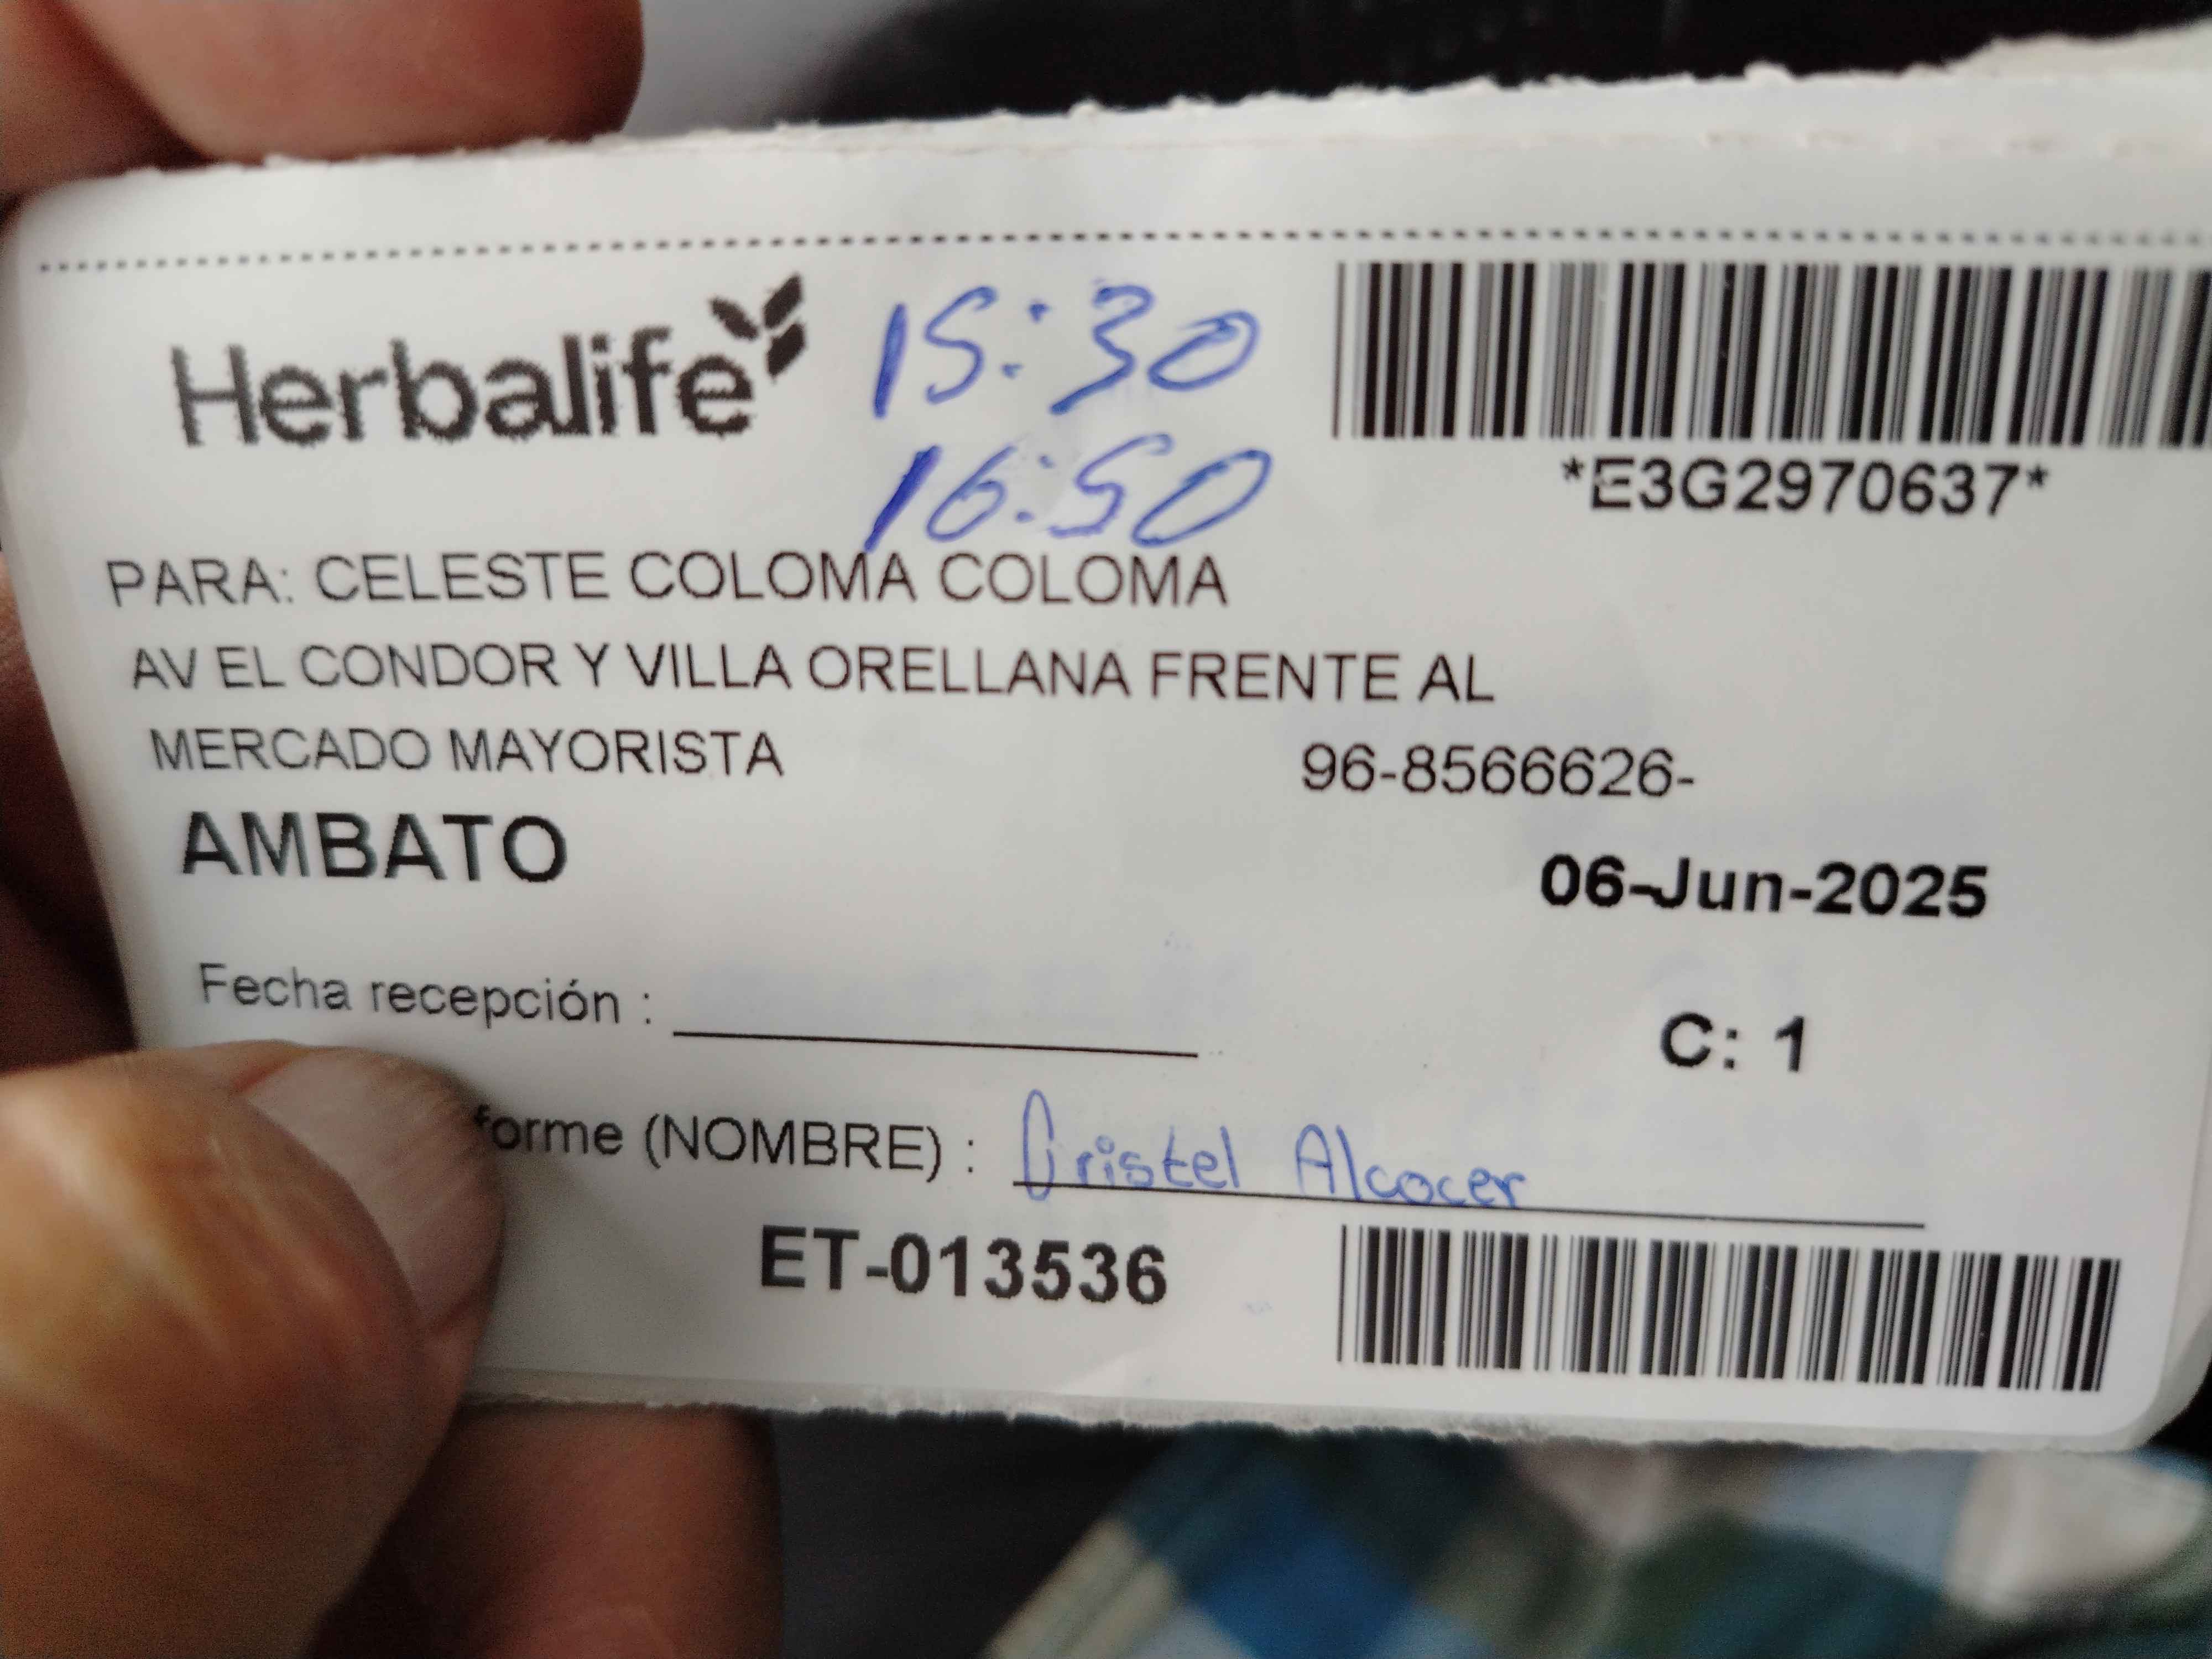 Herbalife 15:30
16:50
*E3G2970637*
PARA: CELESTE COLOMA COLOMA
AV EL CONDOR Y VILLA ORELLANA FRENTE AL
MERCADO MAYORISTA 96-8566626-
AMBATO
06-Jun-2025
Fecha recepción :
C: 1
forme (NOMBRE) : Cristel Alcocer
ET-013536